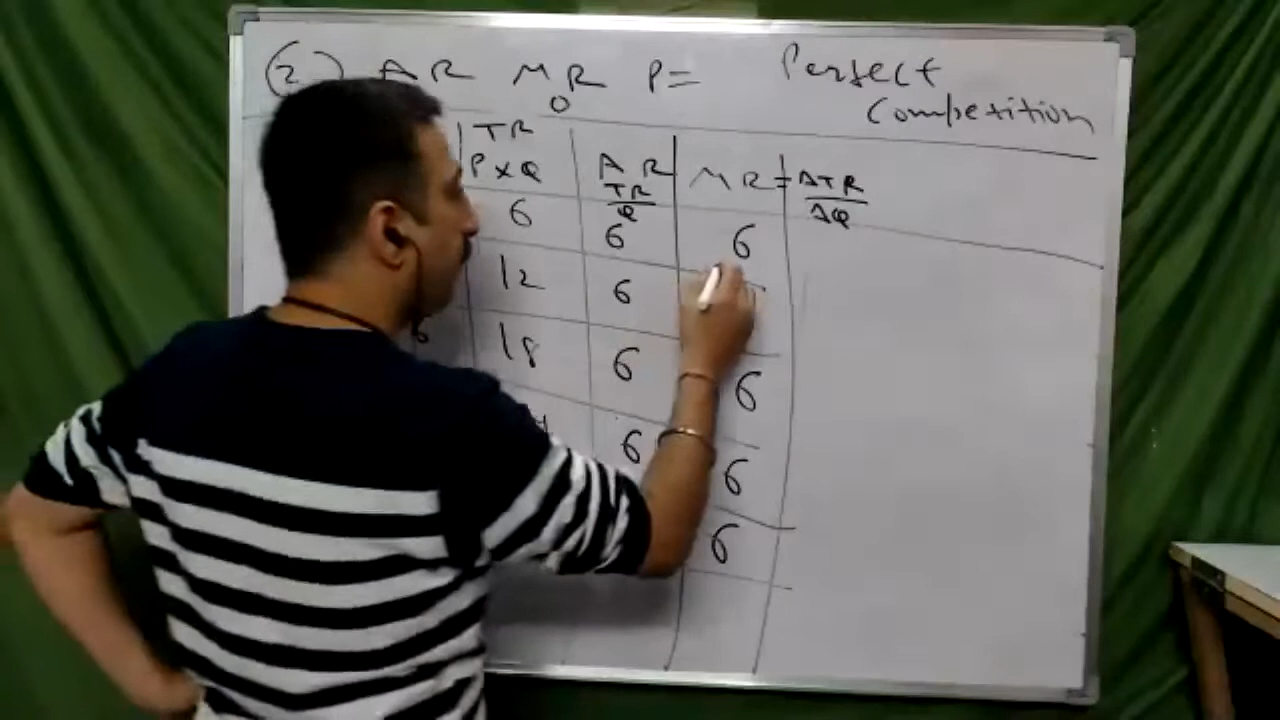 (2) AR MR P= Perfect
Competition
TR
P×Q AR TR/Q MR = ΔTR/ΔQ
6 6 6
12 6
18 6 6
6 6
6